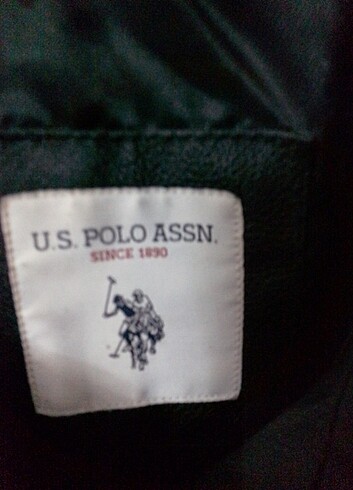 U.S. POLO ASSN.
SINCE 1890